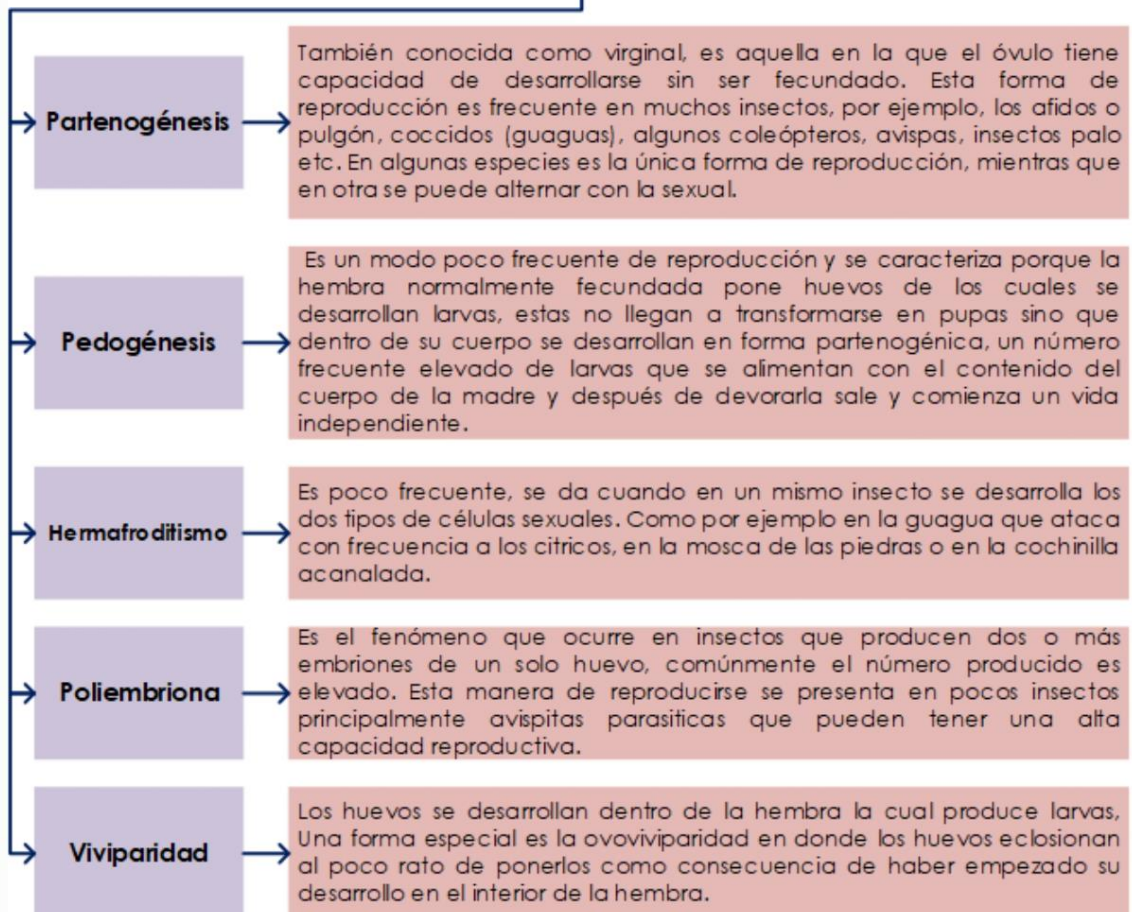 Partenogénesis
También conocida como virginal, es aquella en la que el óvulo tiene
capacidad de desarrollarse sin ser fecundado. Esta forma de
reproducción es frecuente en muchos insectos, por ejemplo, los afidos o
pulgón, coccidos (guaguas), algunos coleópteros, avispas, insectos palo
etc. En algunas especies es la única forma de reproducción, mientras que
en otra se puede alternar con la sexual.
Pedogénesis
Es un modo poco frecuente de reproducción y se caracteriza porque la
hembra normalmente fecundada pone huevos de los cuales se
desarrollan larvas, estas no llegan a transformarse en pupas sino que
dentro de su cuerpo se desarrollan en forma partenogénica, un número
frecuente elevado de larvas que se alimentan con el contenido del
cuerpo de la madre y después de devorarla sale y comienza un vida
independiente.
Hermafroditismo
Es poco frecuente, se da cuando en un mismo insecto se desarrolla los
dos tipos de células sexuales. Como por ejemplo en la guagua que ataca
con frecuencia a los citricos, en la mosca de las piedras o en la cochinilla
acanalada.
Poliembriona
Es el fenómeno que ocurre en insectos que producen dos o más
embriones de un solo huevo, comúnmente el número producido es
elevado. Esta manera de reproducirse se presenta en pocos insectos
principalmente avispitas parasiticas que pueden tener una alta
capacidad reproductiva.
Viviparidad
Los huevos se desarrollan dentro de la hembra la cual produce larvas,
Una forma especial es la ovoviviparidad en donde los huevos eclosionan
al poco rato de ponerlos como consecuencia de haber empezado su
desarrollo en el interior de la hembra.